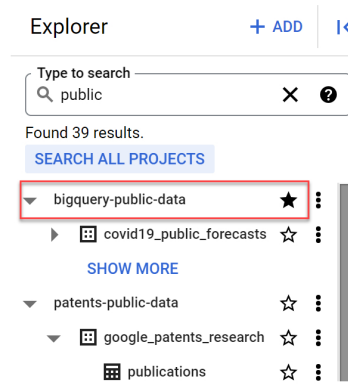 Explorer
+ ADD
Type to search
public
Found 39 results.
SEARCH ALL PROJECTS
bigquery-public-data
covid19_public_forecasts
SHOW MORE
patents-public-data
google_patents_research
publications